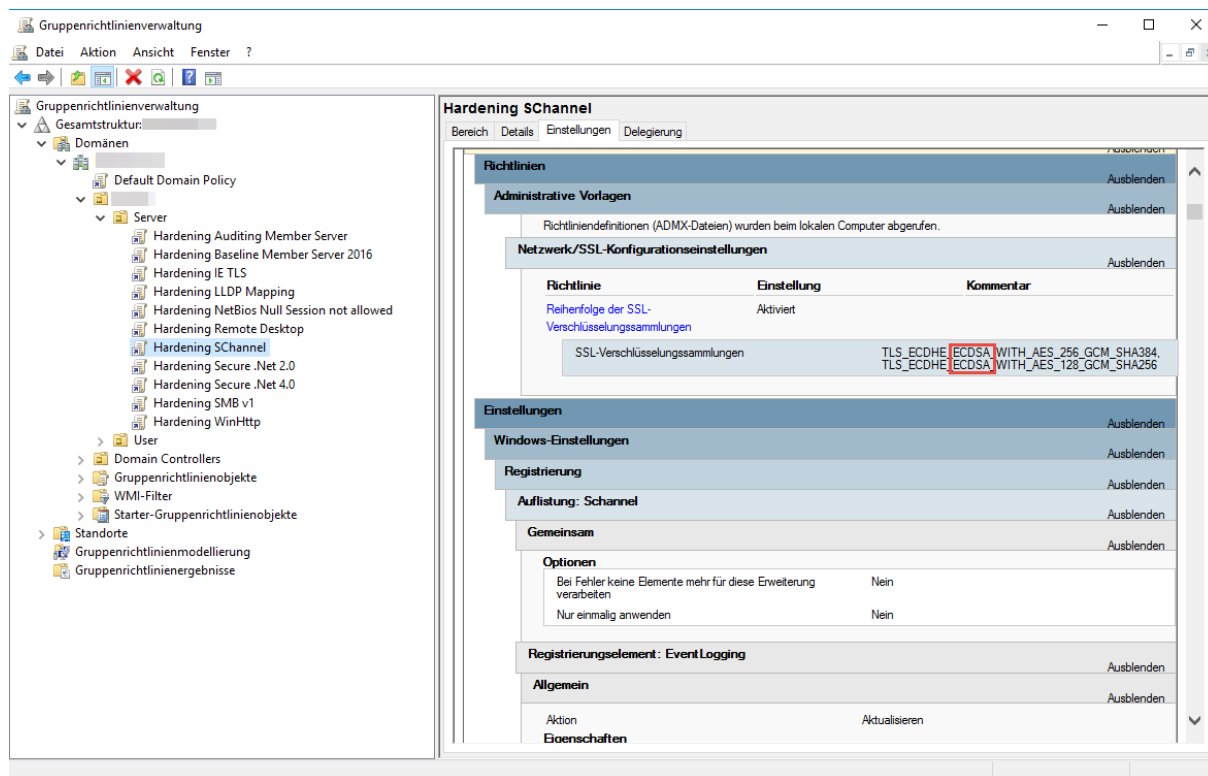 Gruppenrichtlinienverwaltung
Datei Aktion Ansicht Fenster ?
Gruppenrichtlinienverwaltung
Gesamtstruktur:
Domänen
Default Domain Policy
Server
Hardening Auditing Member Server
Hardening Baseline Member Server 2016
Hardening IE TLS
Hardening LLDP Mapping
Hardening NetBios Null Session not allowed
Hardening Remote Desktop
Hardening SChannel
Hardening Secure .Net 2.0
Hardening Secure .Net 4.0
Hardening SMB v1
Hardening WinHttp
User
Domain Controllers
Gruppenrichtlinienobjekte
WMI-Filter
Starter-Gruppenrichtlinienobjekte
Standorte
Gruppenrichtlinienmodellierung
Gruppenrichtlinienergebnisse
Hardening SChannel
Bereich Details Einstellungen Delegierung
Ausblenden
Richtlinien
Ausblenden
Administrative Vorlagen
Ausblenden
Richtliniendefinitionen (ADMX-Dateien) wurden beim lokalen Computer abgerufen.
Netzwerk/SSL-Konfigurationseinstellungen
Ausblenden
Richtlinie Einstellung Kommentar
Reihenfolge der SSL- Aktiviert
Verschlüsselungssammlungen
SSL-Verschlüsselungssammlungen TLS_ECDHE_ECDSA_WITH_AES_256_GCM_SHA384,
TLS_ECDHE_ECDSA_WITH_AES_128_GCM_SHA256
Einstellungen
Ausblenden
Windows-Einstellungen
Ausblenden
Registrierung
Ausblenden
Auflistung: Schannel
Ausblenden
Gemeinsam
Ausblenden
Optionen
Bei Fehler keine Elemente mehr für diese Erweiterung Nein
verarbeiten
Nur einmalig anwenden Nein
Registrierungselement: EventLogging
Ausblenden
Allgemein
Ausblenden
Aktion Aktualisieren
Eigenschaften